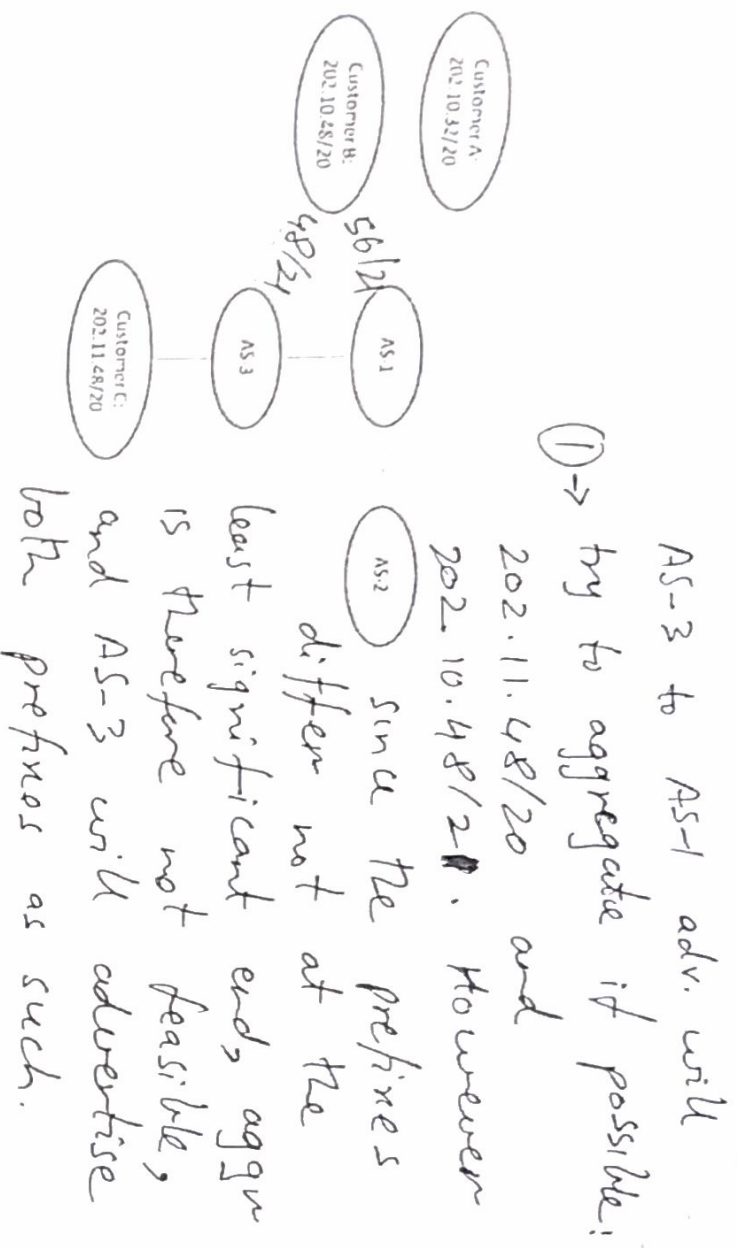 Customer A:
202.10.32/20
Customer B:
202.10.48/20
56/21
48/21
AS-1
AS-3
Customer C:
202.11.48/20
AS-2
AS-3 to AS-1 adv. will
1 → try to aggregate if possible:
202.11.48/20 and
202.10.48/21. However
since the prefixes
differ not at the
least significant end, aggr
is therefore not feasible,
and AS-3 will advertise
both prefixes as such.